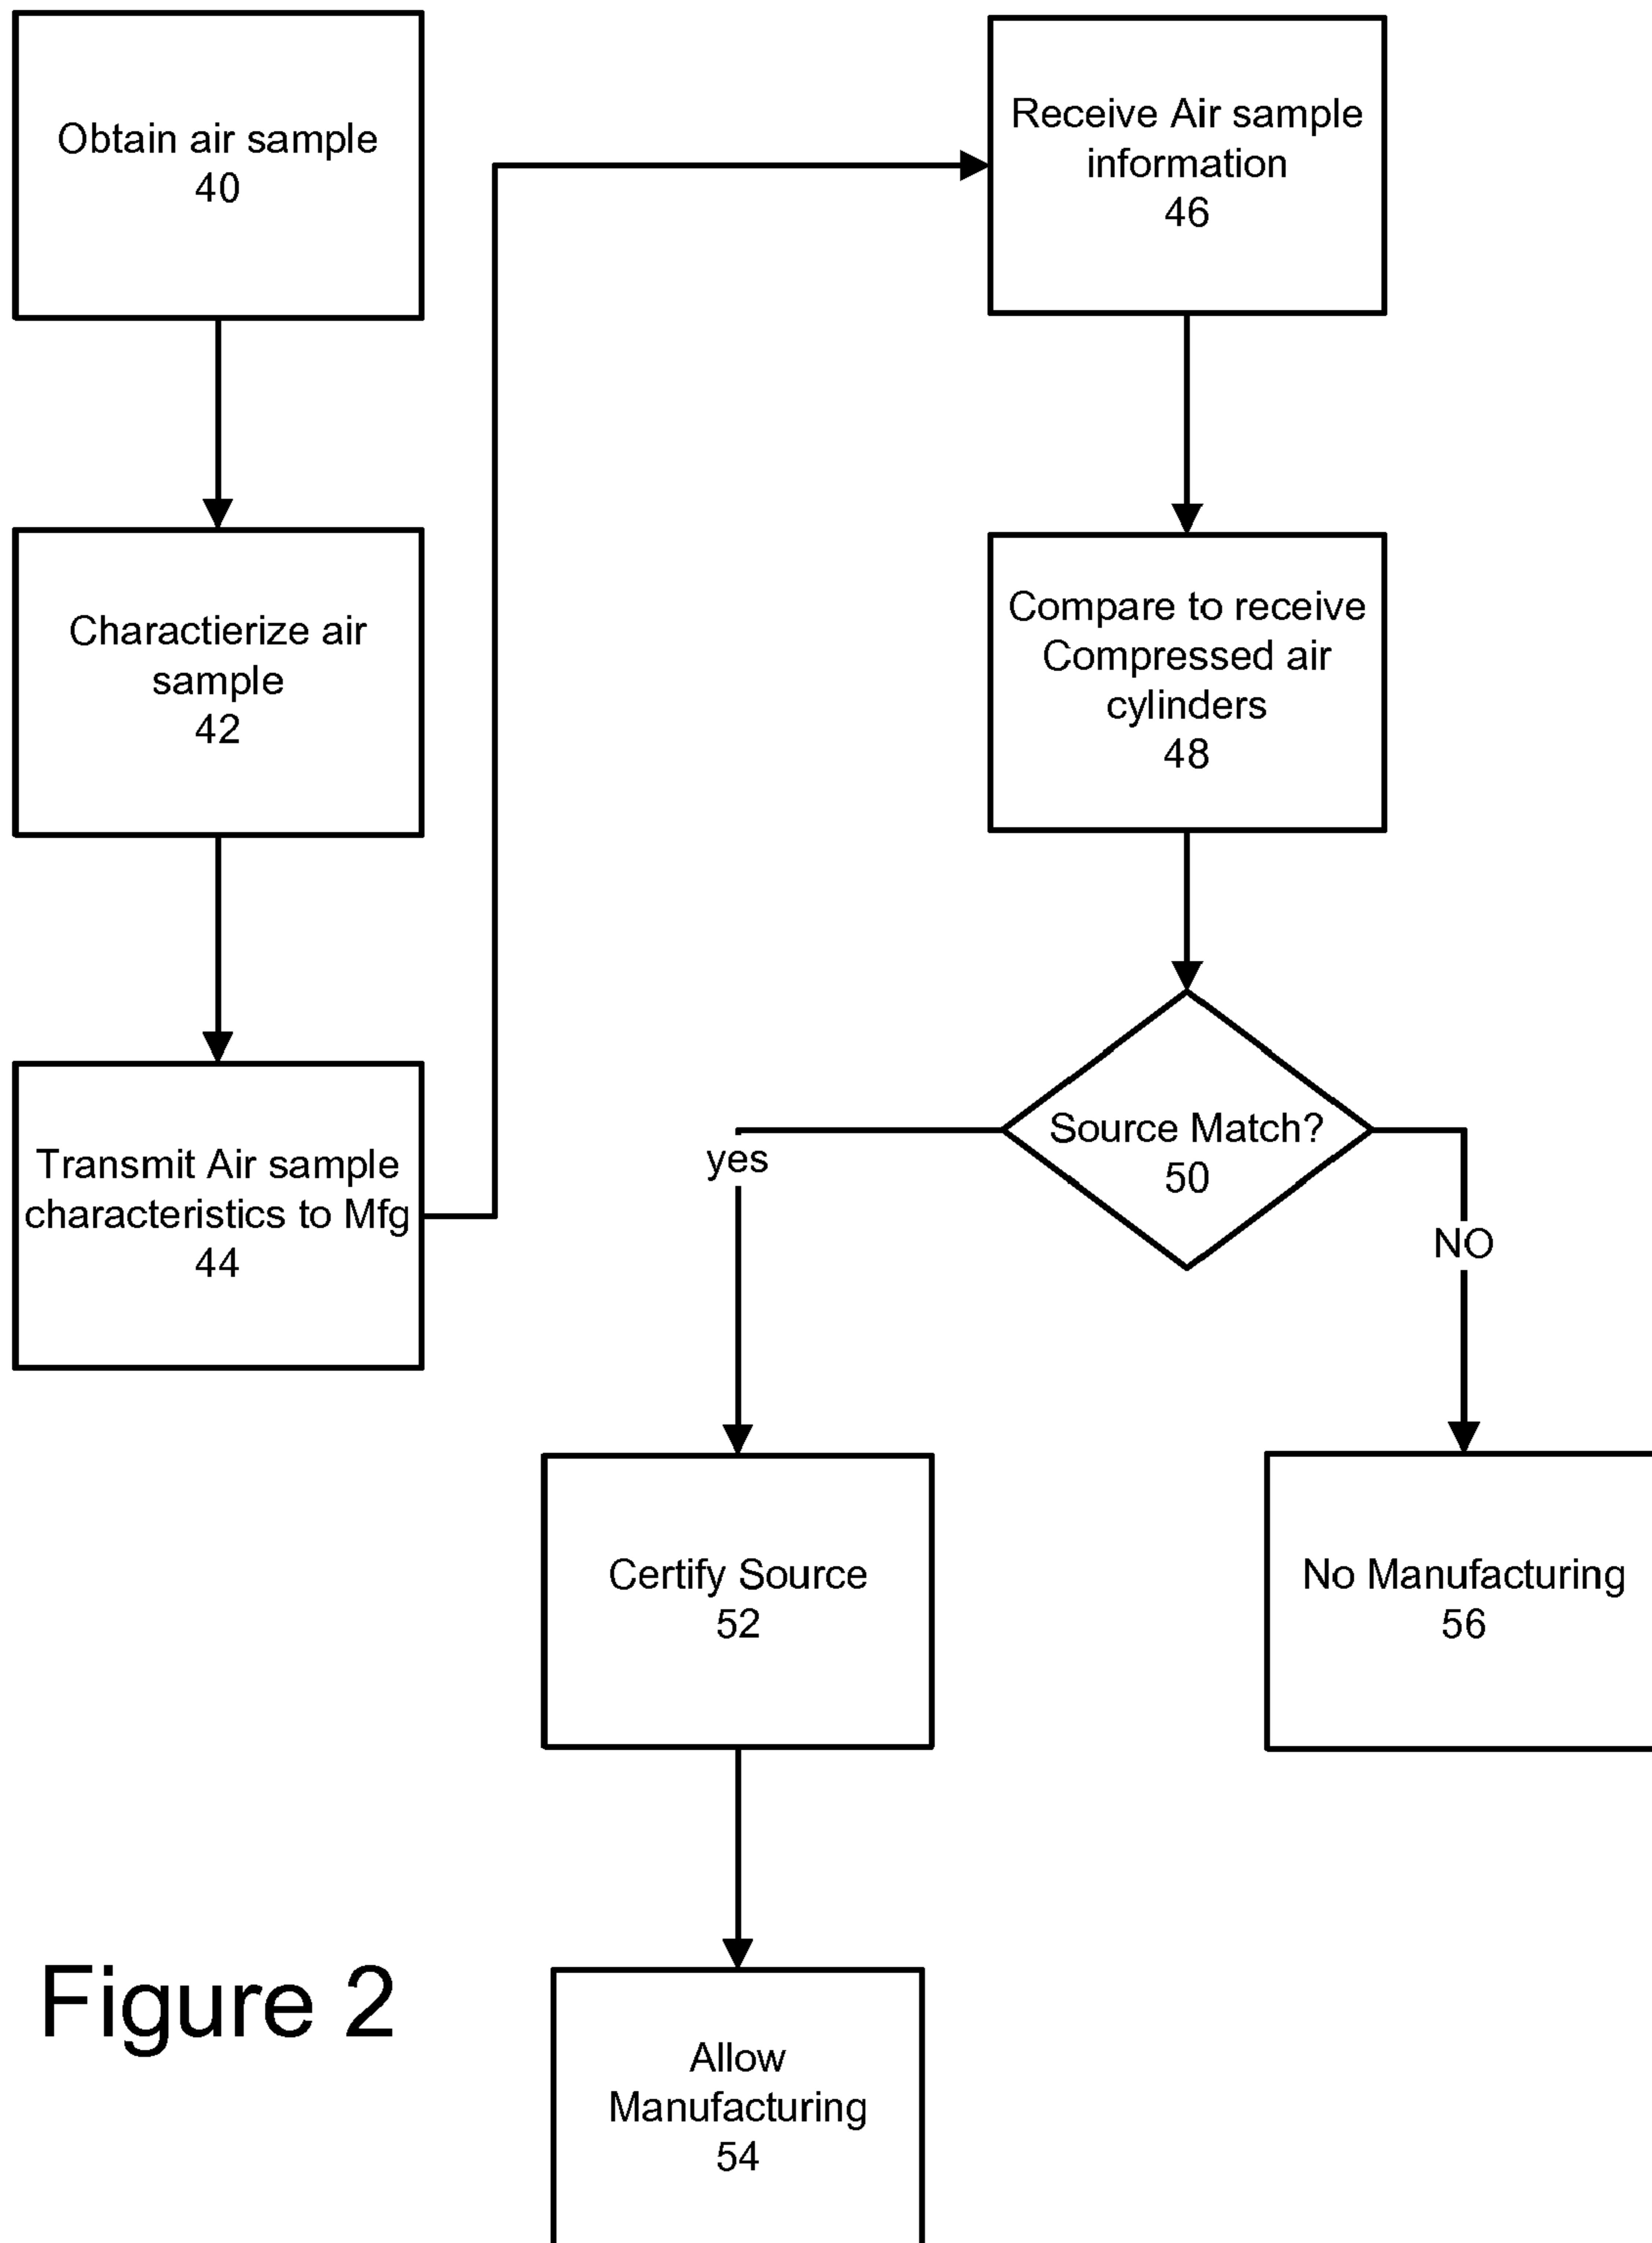 Obtain air sample
40
Charactierize air
sample
42
Transmit Air sample
characteristics to Mfg
44
Receive Air sample
information
46
Compare to receive
Compressed air
cylinders
48
Source Match?
50
yes
NO
Certify Source
52
No Manufacturing
56
Allow
Manufacturing
54
Figure 2